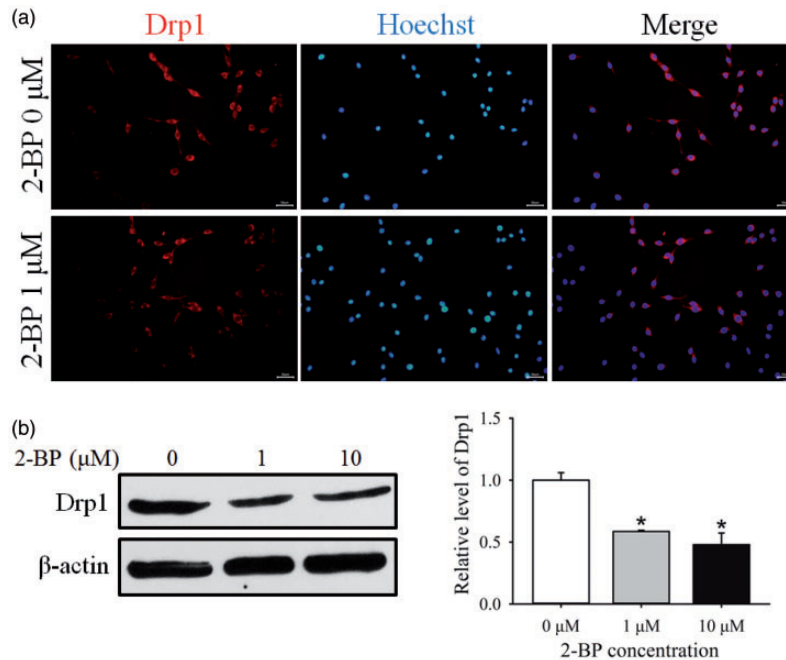 (a)
Drp1 Hoechst Merge
2-BP 0 μM
2-BP 1 μM
(b)
2-BP (μM) 0 1 10
Drp1
β-actin
Relative level of Drp1
1.5
1.0
0.5
0.0
* *
0 μM 1 μM 10 μM
2-BP concentration